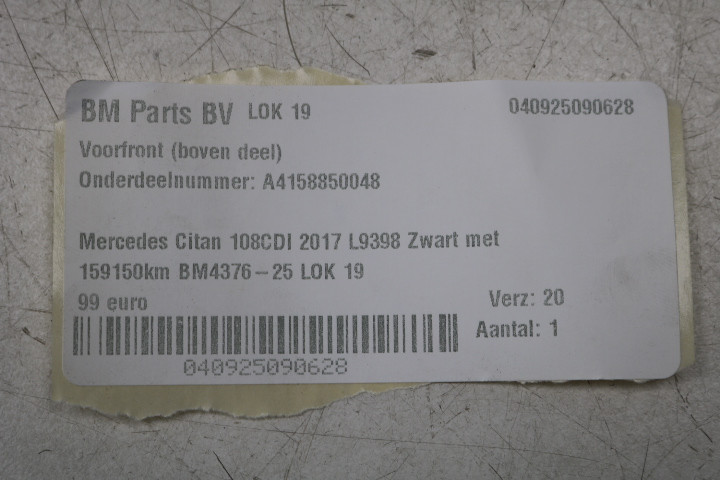 BM Parts BV LOK 19 040925090628
Voorfront (boven deel)
Onderdeelnummer: A4158850048
Mercedes Citan 108CDI 2017 L9398 Zwart met
159150km BM4376-25 LOK 19
99 euro Verz: 20
Aantal: 1
040925090628